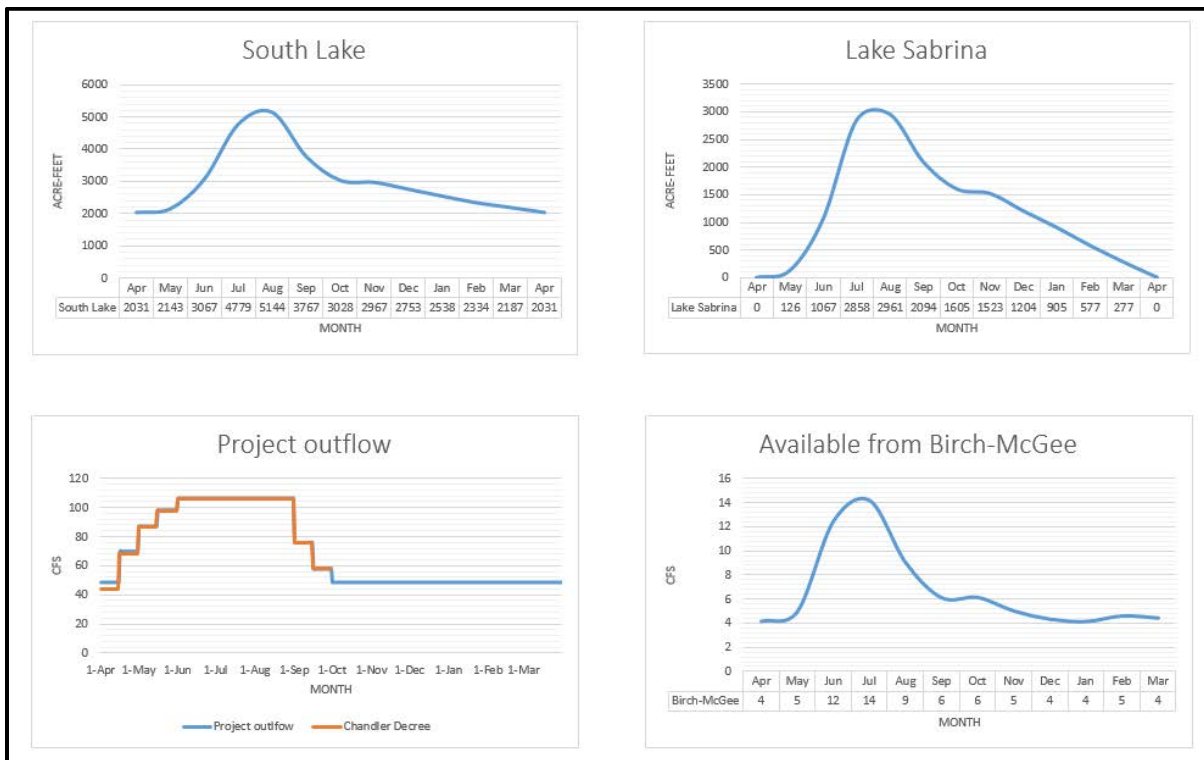 South Lake
6000
5000
4000
3000
2000
1000
0
ACRE-FEET
Apr May Jun Jul Aug Sep Oct Nov Dec Jan Feb Mar Apr
South Lake 2031 2143 3067 4779 5144 3767 3028 2967 2753 2538 2334 2187 2031
MONTH
Lake Sabrina
3500
3000
2500
2000
1500
1000
500
0
ACRE-FEET
Apr May Jun Jul Aug Sep Oct Nov Dec Jan Feb Mar Apr
Lake Sabrina 0 126 1067 2858 2961 2094 1605 1523 1204 905 577 277 0
MONTH
Project outflow
120
100
80
60
40
20
0
CFS
1-Apr 1-May 1-Jun 1-Jul 1-Aug 1-Sep 1-Oct 1-Nov 1-Dec 1-Jan 1-Feb 1-Mar
MONTH
Project outlfow Chandler Decree
Available from Birch-McGee
16
14
12
10
8
6
4
2
0
CFS
Apr May Jun Jul Aug Sep Oct Nov Dec Jan Feb Mar
Birch-McGee 4 5 12 14 9 6 6 5 4 4 5 4
MONTH